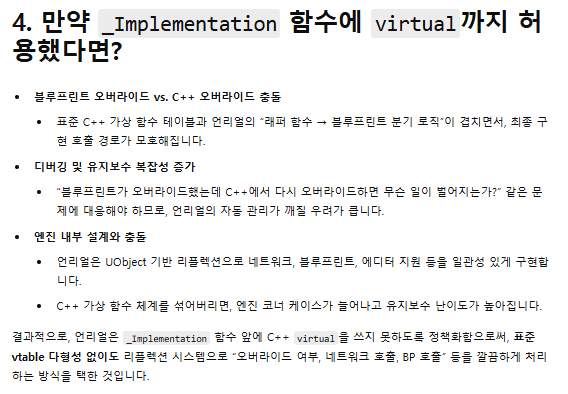 4. 만약 _Implementation 함수에 virtual까지 허
용했다면?
• 블루프린트 오버라이드 vs. C++ 오버라이드 충돌
• 표준 C++ 가상 함수 테이블과 언리얼의 “래퍼 함수 → 블루프린트 분기 로직”이 겹치면서, 최종 구
현 호출 경로가 모호해집니다.
• 디버깅 및 유지보수 복잡성 증가
• “블루프린트가 오버라이드했는데 C++에서 다시 오버라이드하면 무슨 일이 벌어지는가?” 같은 문
제에 대응해야 하므로, 언리얼의 자동 관리가 깨질 우려가 큽니다.
• 엔진 내부 설계와 충돌
• 언리얼은 UObject 기반 리플렉션으로 네트워크, 블루프린트, 에디터 지원 등을 일관성 있게 구현합
니다.
• C++ 가상 함수 체계를 섞어버리면, 엔진 코너 케이스가 늘어나고 유지보수 난이도가 높아집니다.
결과적으로, 언리얼은 _Implementation 함수 앞에 C++ virtual을 쓰지 못하도록 정책화함으로써, 표준
vtable 다형성 없이도 리플렉션 시스템으로 “오버라이드 여부, 네트워크 호출, BP 호출” 등을 깔끔하게 처리
하는 방식을 택한 것입니다.